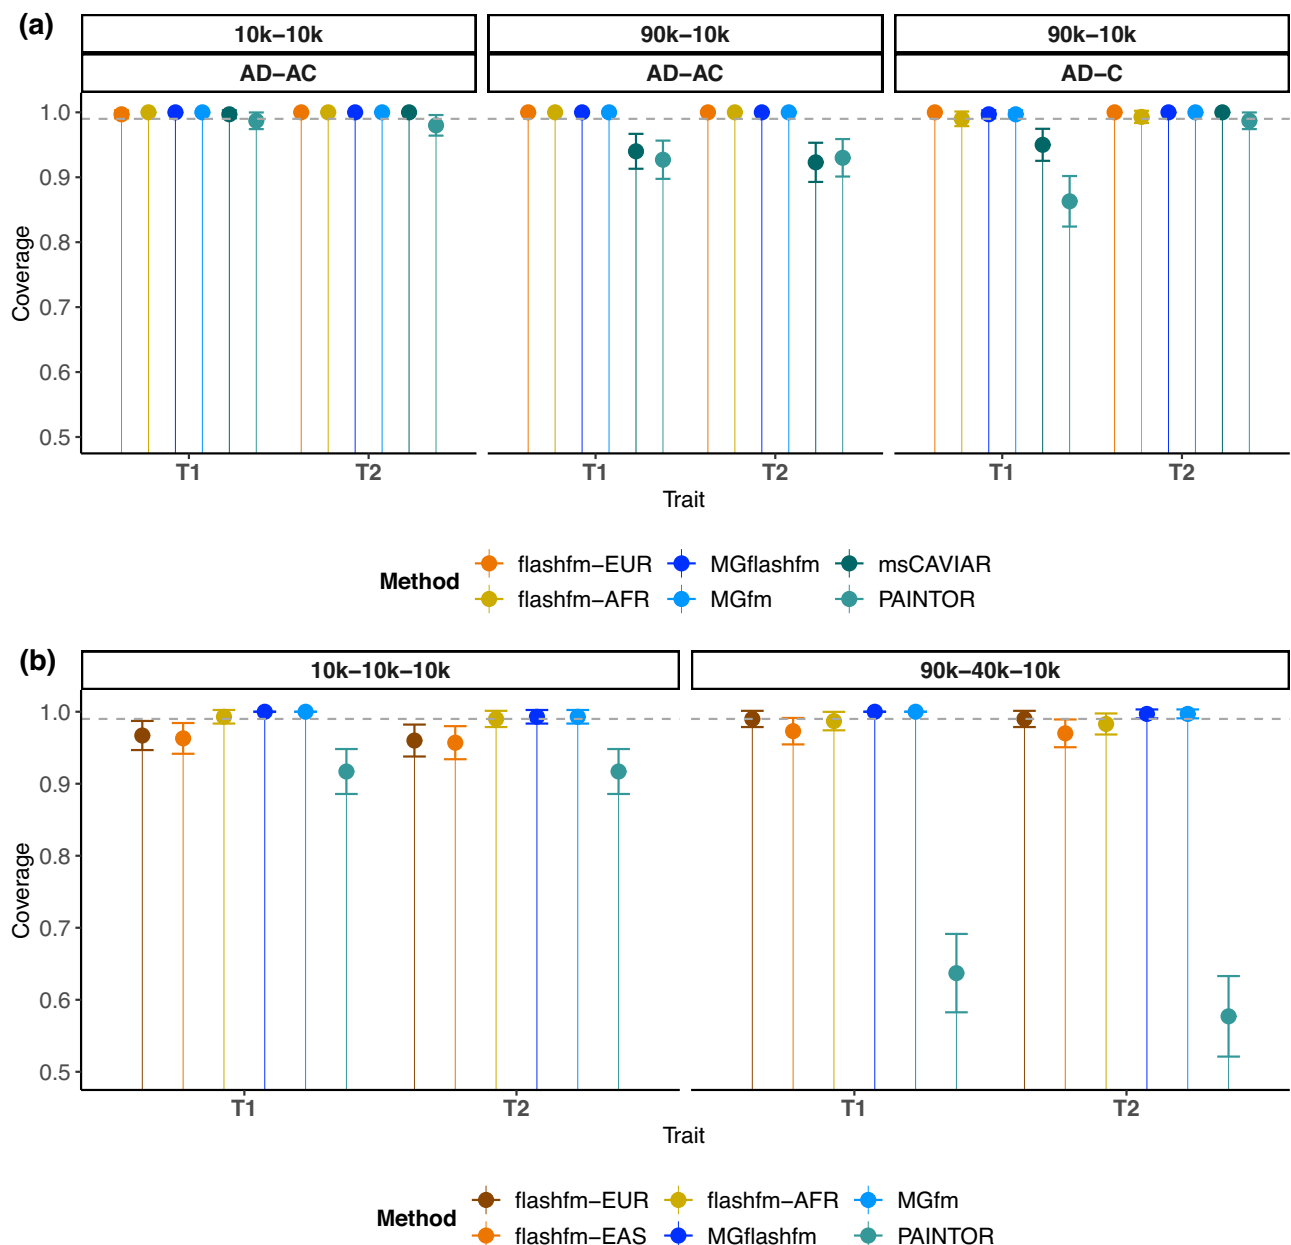 (a)
10k−10k
90k−10k
90k−10k
AD−AC
AD−AC
AD−C
1.0
0.9
0.8
0.7
0.6
0.5
Coverage
T1
T2
T1
T2
T1
T2
Trait
Method
flashfm−EUR
MGflashfm
msCAVIAR
flashfm−AFR
MGfm
PAINTOR
(b)
10k−10k−10k
90k−40k−10k
1.0
0.9
0.8
0.7
0.6
0.5
Coverage
T1
T2
T1
T2
Trait
Method
flashfm−EUR
flashfm−AFR
MGfm
flashfm−EAS
MGflashfm
PAINTOR